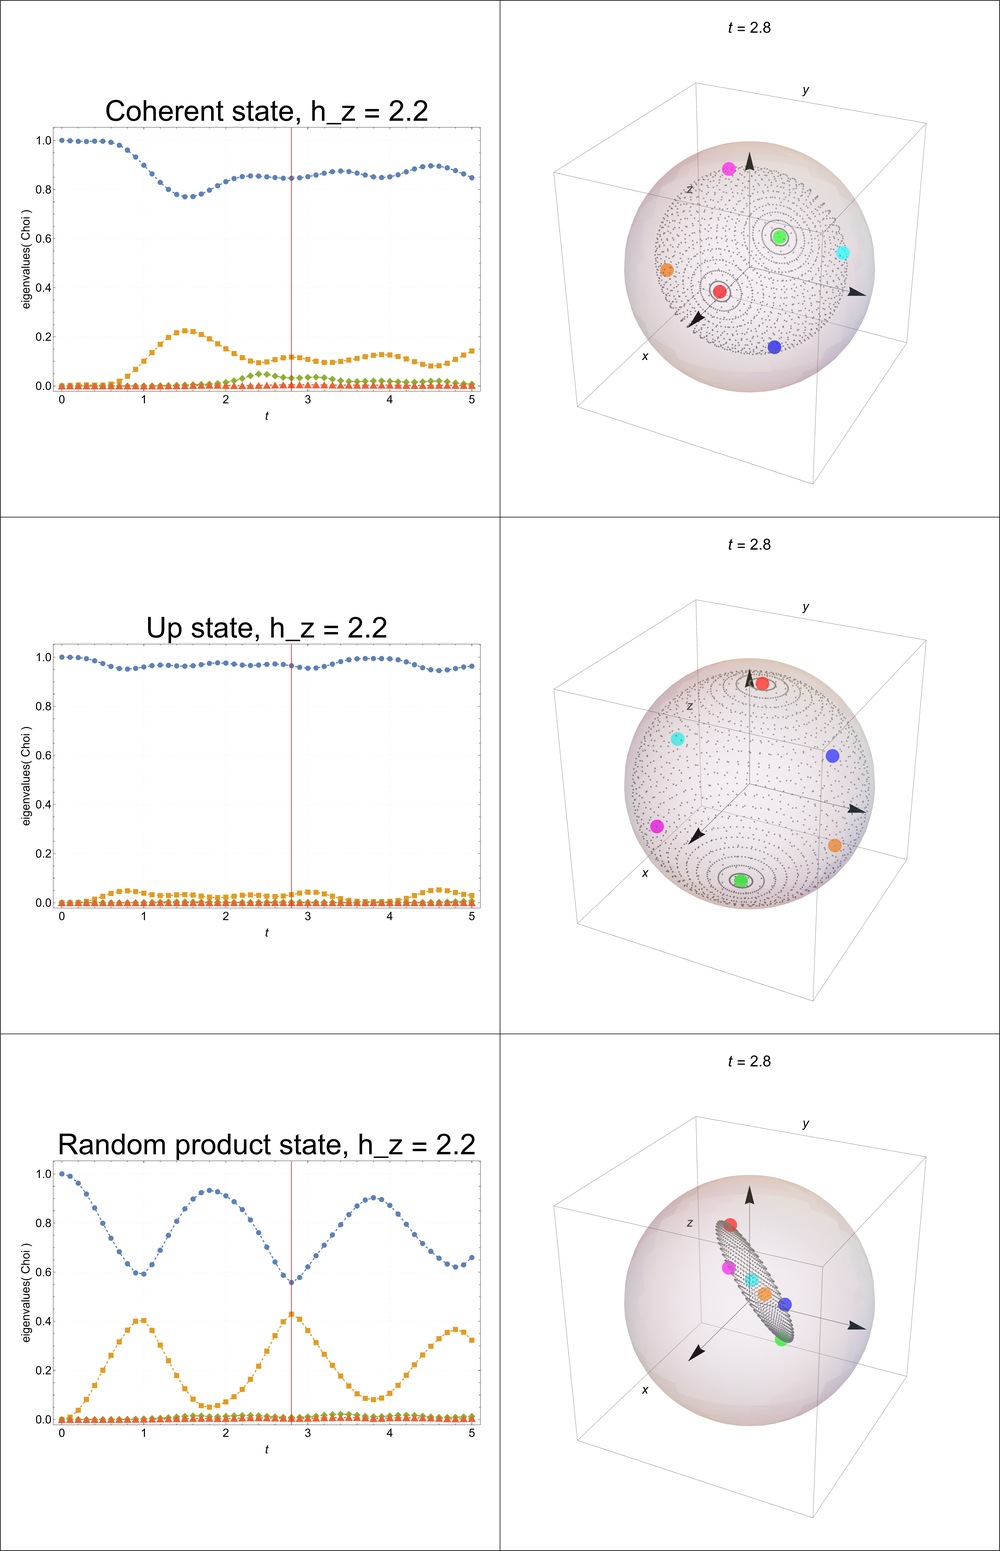 Coherent state, h_z = 2.2
eigenvalues( Choi )
1.0
0.8
0.6
0.4
0.2
0.0
0 1 2 3 4 5
t
t = 2.8
y
z
x
Up state, h_z = 2.2
eigenvalues( Choi )
1.0
0.8
0.6
0.4
0.2
0.0
0 1 2 3 4 5
t
t = 2.8
y
z
x
Random product state, h_z = 2.2
eigenvalues( Choi )
1.0
0.8
0.6
0.4
0.2
0.0
0 1 2 3 4 5
t
t = 2.8
y
z
x